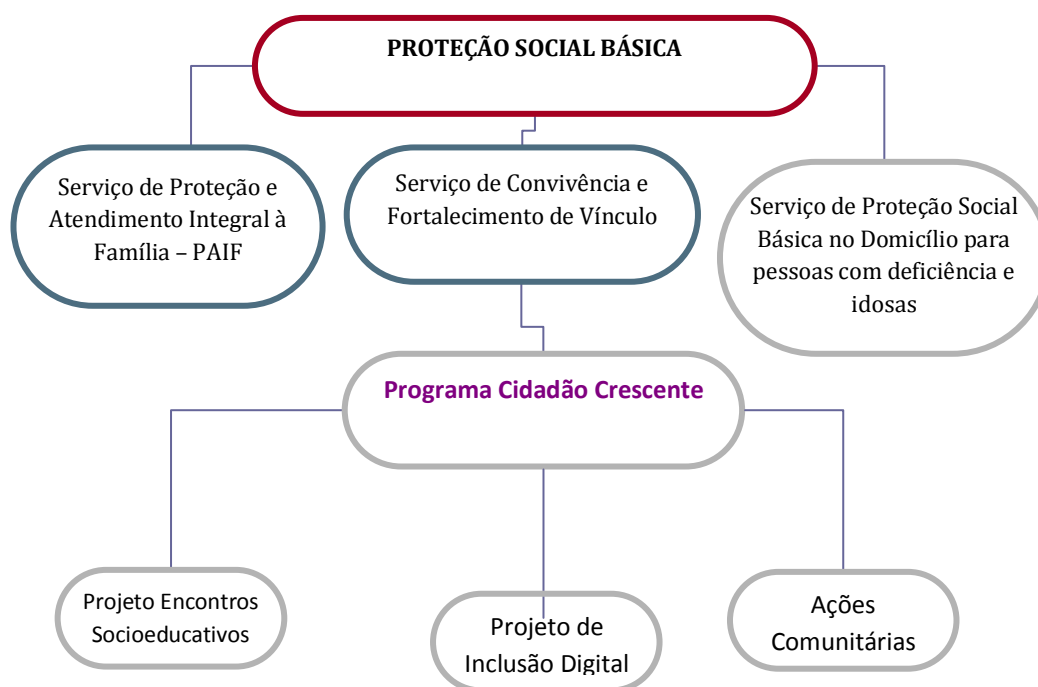 PROTEÇÃO SOCIAL BÁSICA
Serviço de Proteção e
Atendimento Integral à
Família – PAIF
Serviço de Convivência e
Fortalecimento de Vínculo
Serviço de Proteção Social
Básica no Domicílio para
pessoas com deficiência e
idosas
Programa Cidadão Crescente
Projeto Encontros
Socioeducativos
Projeto de
Inclusão Digital
Ações
Comunitárias